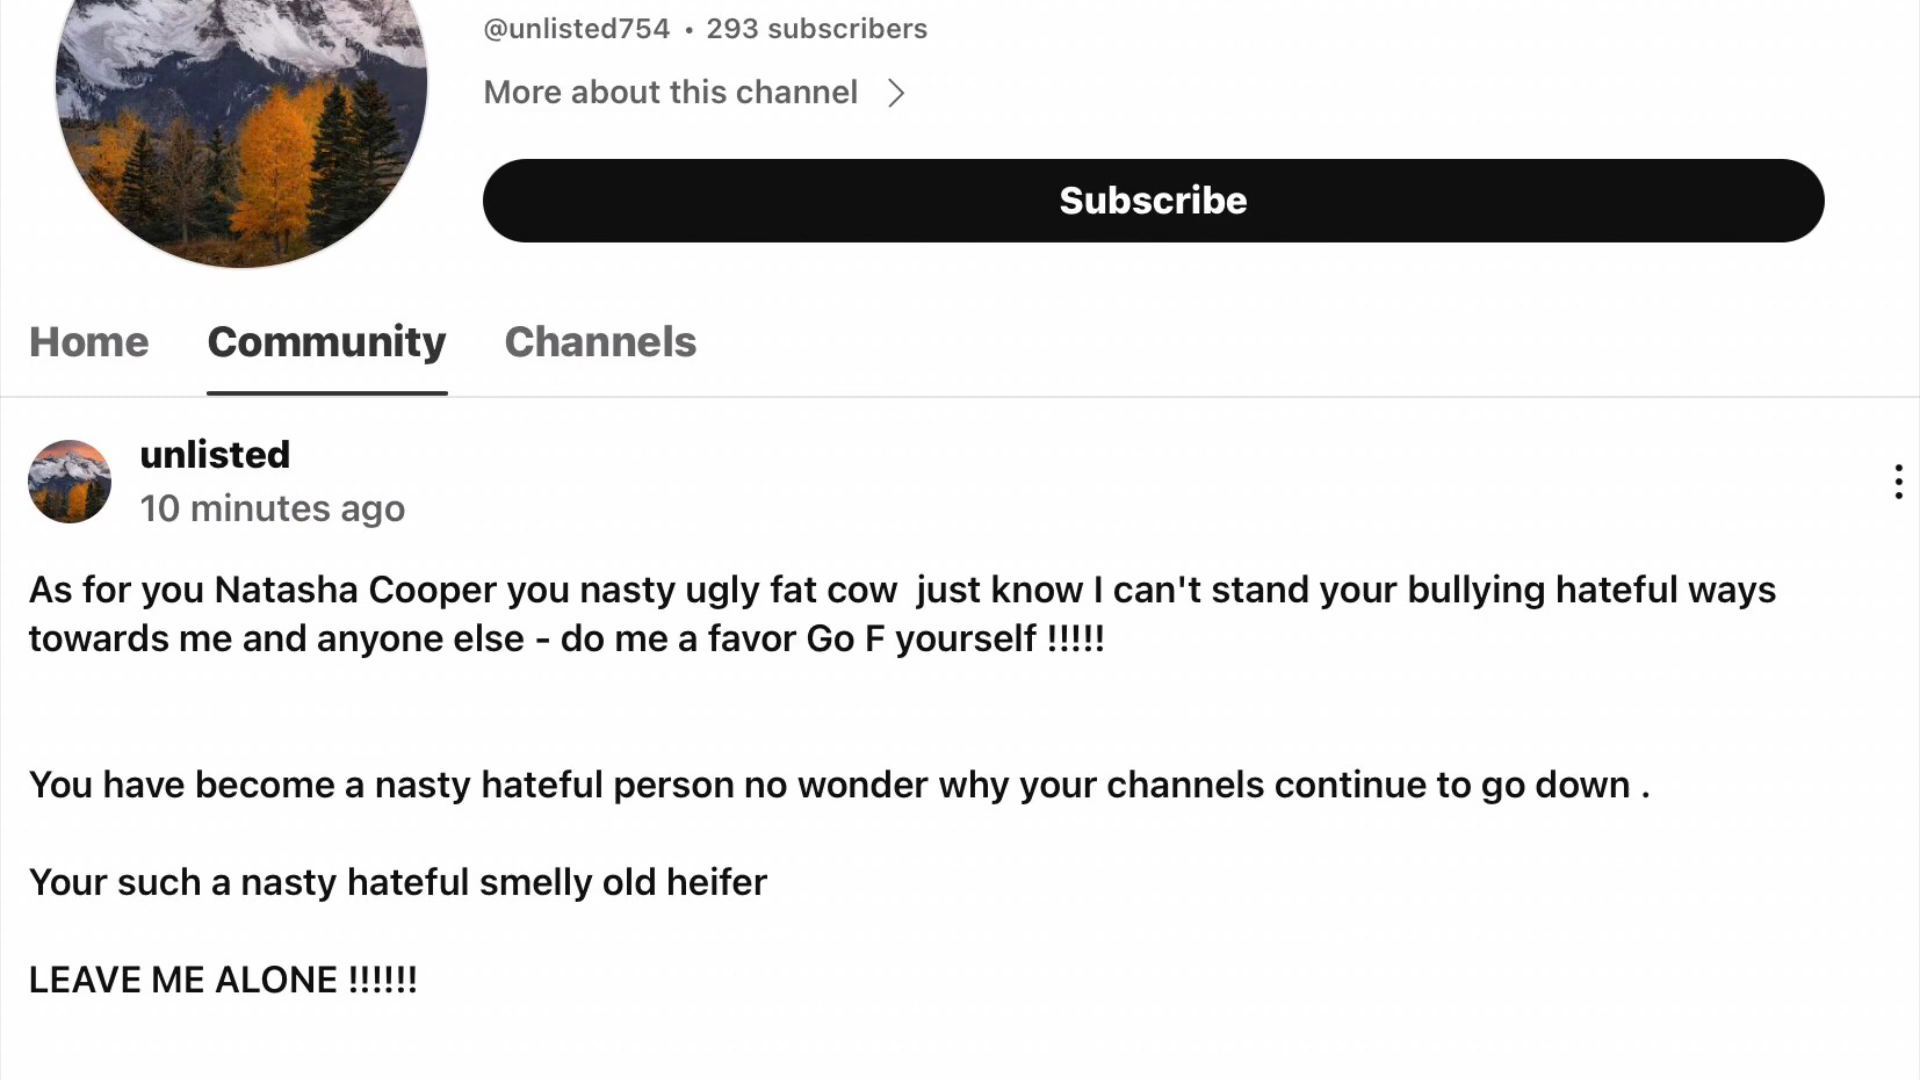 @unlisted754 • 293 subscribers
More about this channel
Subscribe
Home Community Channels
unlisted
10 minutes ago
As for you Natasha Cooper you nasty ugly fat cow  just know I can't stand your bullying hateful ways
towards me and anyone else - do me a favor Go F yourself !!!!!
You have become a nasty hateful person no wonder why your channels continue to go down .
Your such a nasty hateful smelly old heifer
LEAVE ME ALONE !!!!!!